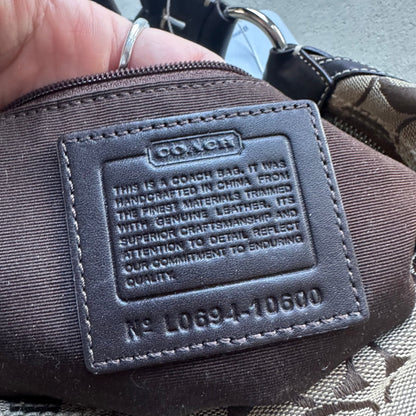 COACH
THIS IS A COACH BAG. IT WAS
HANDCRAFTED IN CHINA FROM
THE FINEST MATERIALS TRIMMED
WITH GENUINE LEATHER. ITS
SUPERIOR CRAFTSMANSHIP AND
ATTENTION TO DETAIL REFLECT
OUR COMMITMENT TO ENDURING
QUALITY.
Nº L0694-10600